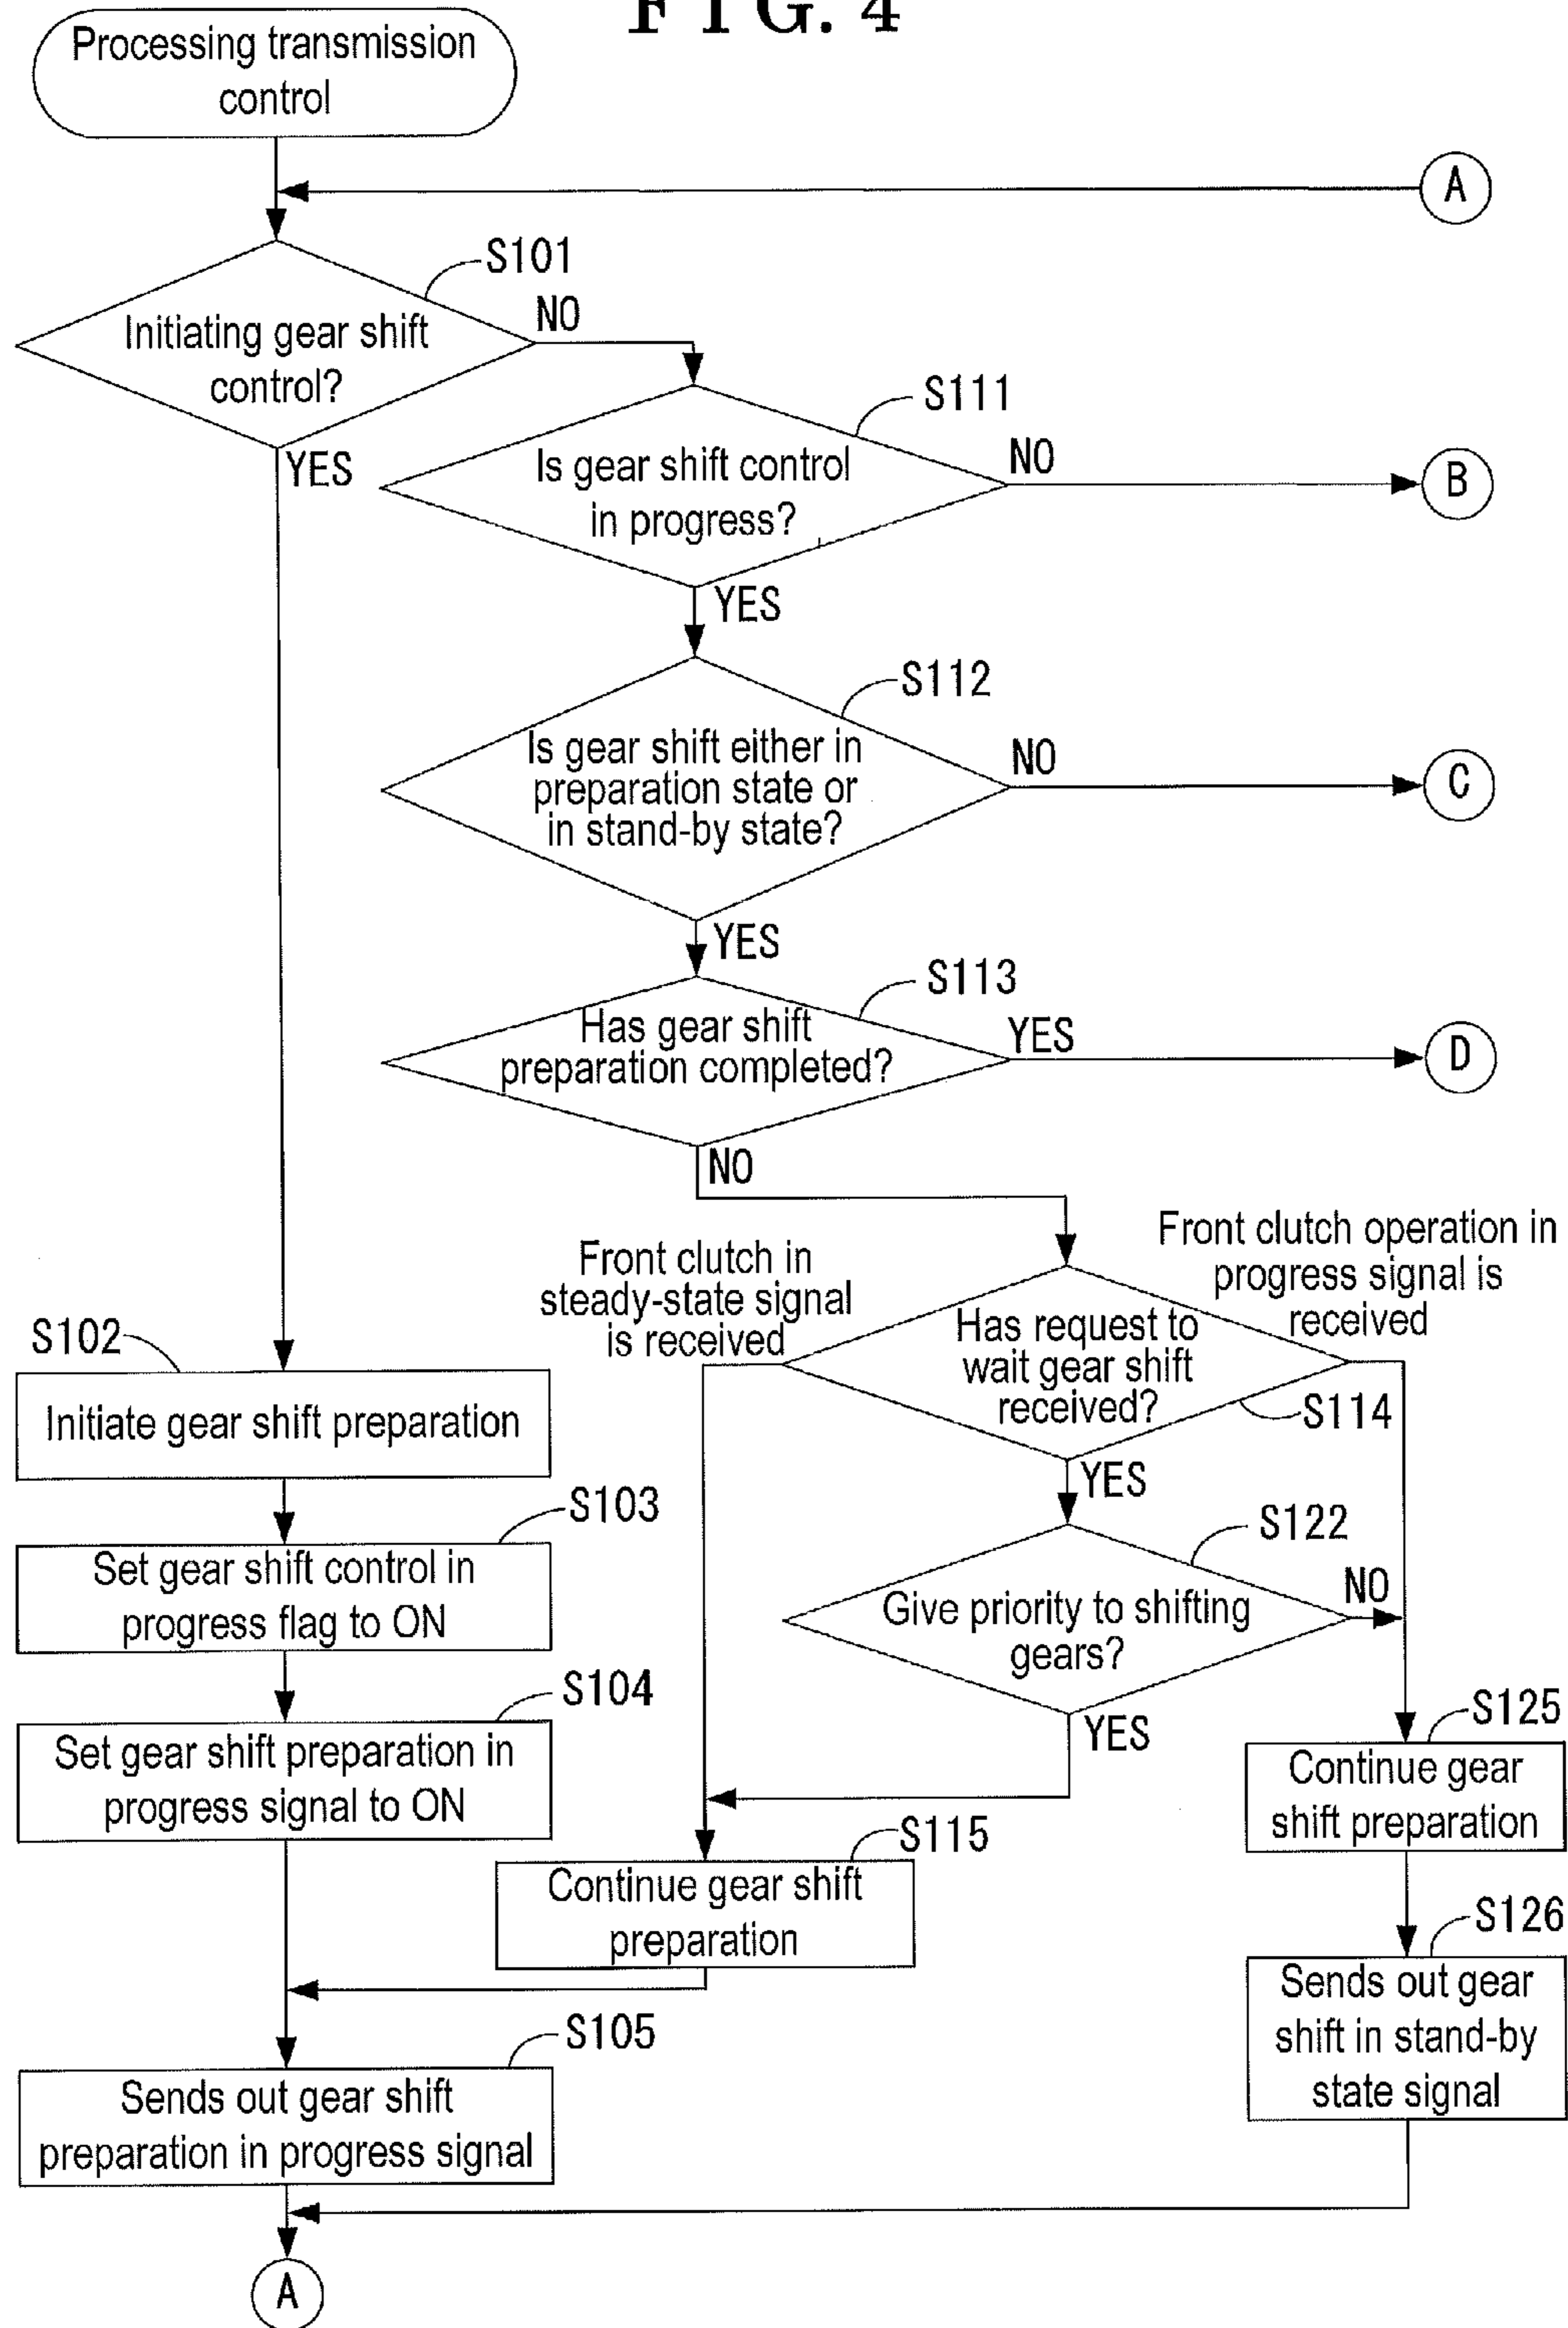 FIG. 4
Processing transmission
control
A
S101
Initiating gear shift
control?
NO
YES
S111
Is gear shift control
in progress?
NO
B
YES
S112
Is gear shift either in
preparation state or
in stand-by state?
NO
C
YES
S113
Has gear shift
preparation completed?
YES
D
NO
Front clutch in
steady-state signal
is received
Front clutch operation in
progress signal is
received
Has request to
wait gear shift
received?
S114
YES
S122
Give priority to shifting
gears?
NO
YES
S102
Initiate gear shift preparation
S103
Set gear shift control in
progress flag to ON
S104
Set gear shift preparation in
progress signal to ON
S115
Continue gear shift
preparation
S125
Continue gear
shift preparation
S126
Sends out gear
shift in stand-by
state signal
S105
Sends out gear shift
preparation in progress signal
A